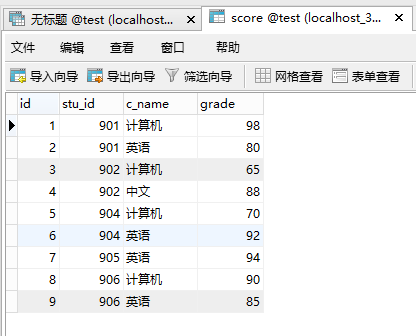 无标题 @test (localhost_... score @test (localhost_3...
文件 编辑 查看 窗口 帮助
导入向导 导出向导 筛选向导 网格查看 表单查看
id stu_id c_name grade
1 901 计算机 98
2 901 英语 80
3 902 计算机 65
4 902 中文 88
5 904 计算机 70
6 904 英语 92
7 905 英语 94
8 906 计算机 90
9 906 英语 85